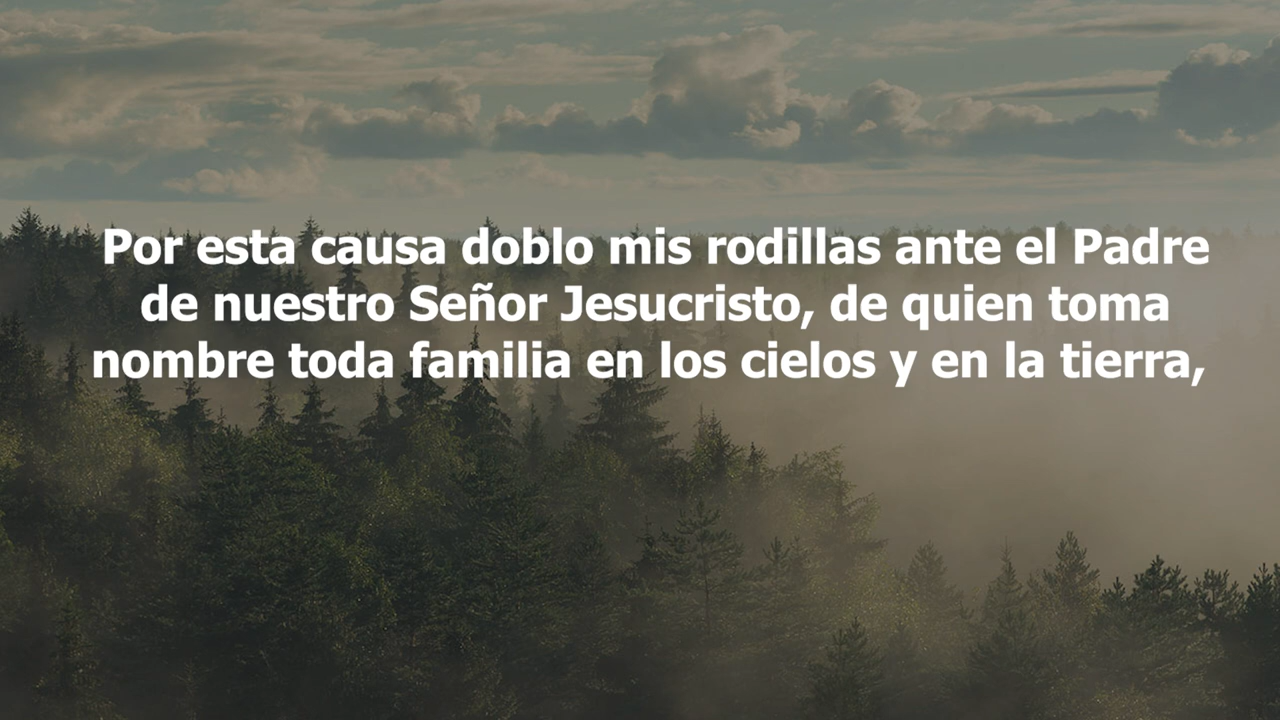 Por esta causa doblo mis rodillas ante el Padre
de nuestro Señor Jesucristo, de quien toma
nombre toda familia en los cielos y en la tierra,